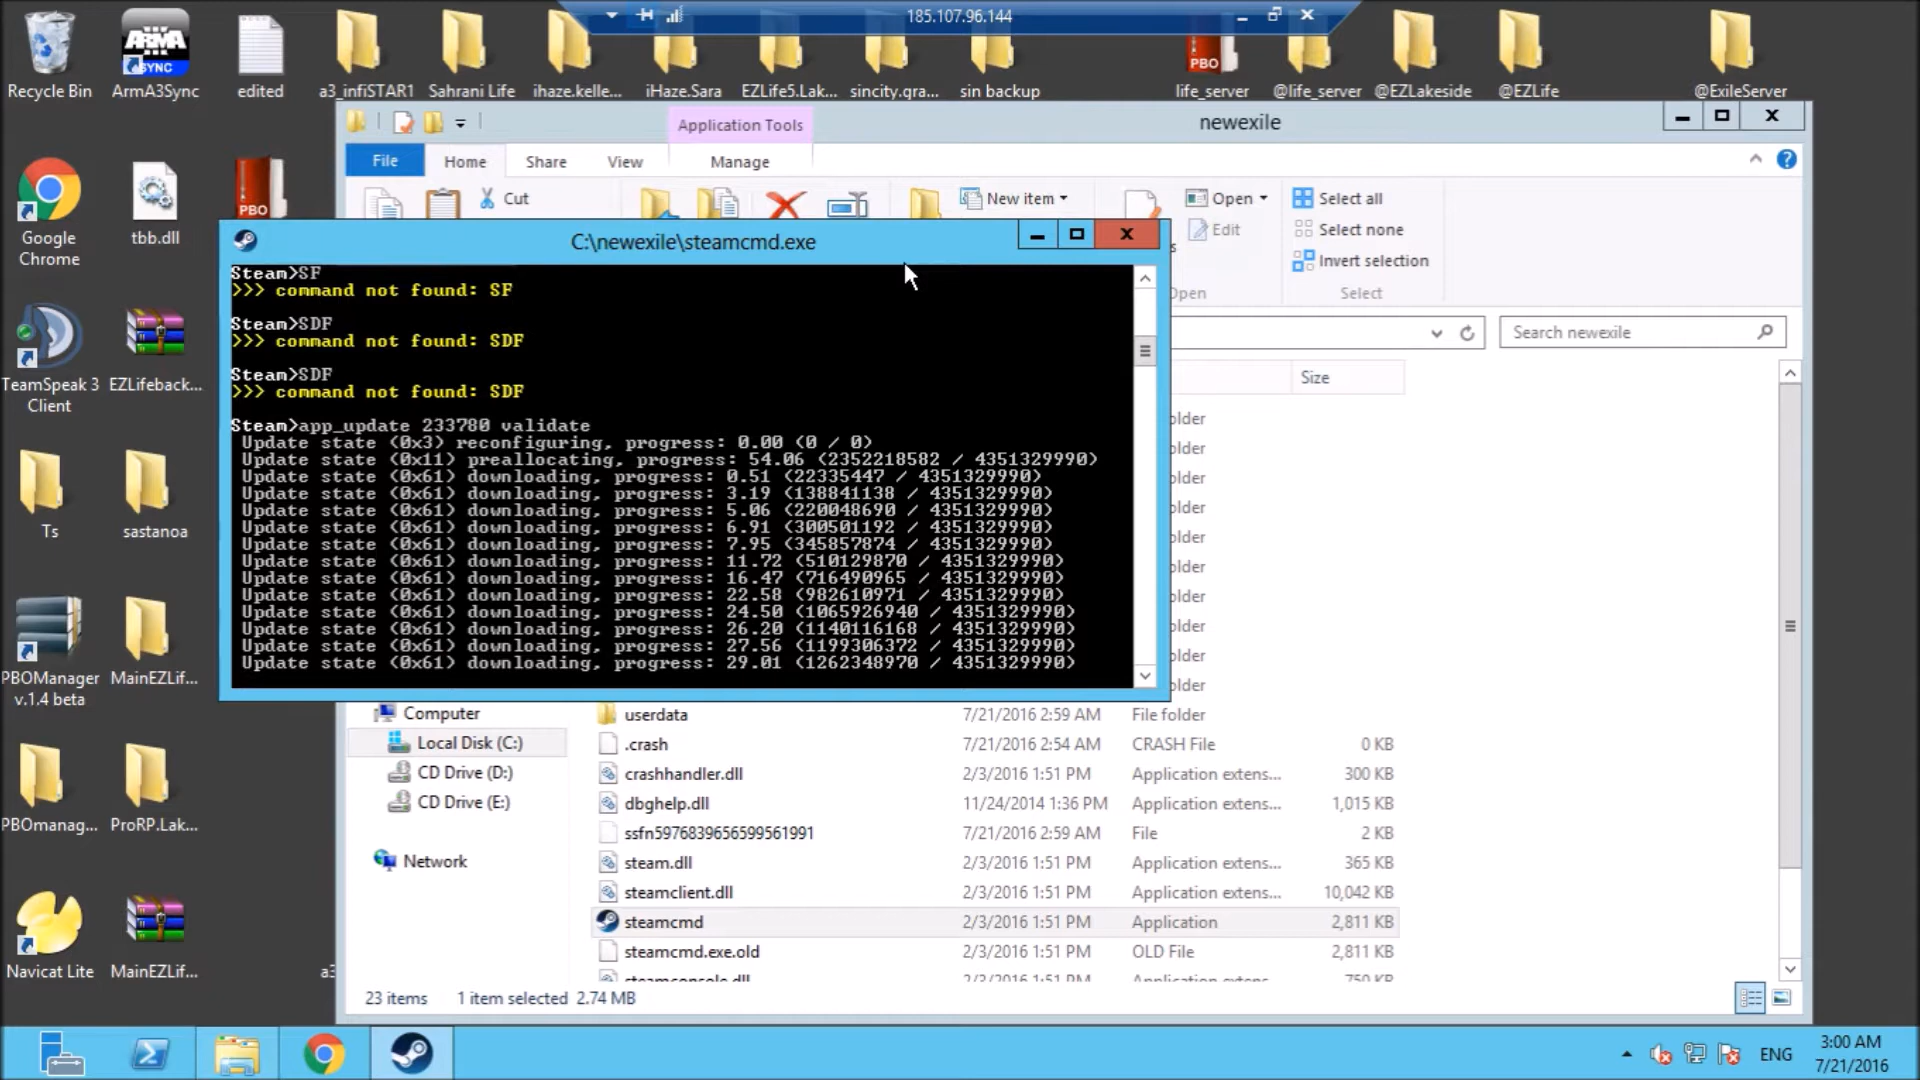 185.107.96.144
Recycle Bin
ArmA3Sync
edited
a3_infiSTAR1
Sahrani Life
ihaze.kelle...
iHaze.Sara
EZLife5.Lak...
sincity.gra...
sin backup
PBO
life_server
@life_server
@EZLakeside
@EZLife
@ExileServer
Application Tools
newexile
File
Home
Share
View
Manage
Cut
New item
Open
Edit
Select all
Select none
Invert selection
Open
Select
Search newexile
Size
Google
Chrome
tbb.dll
PBO
TeamSpeak 3
Client
EZLifeback...
Ts
sastanoa
PBOManager
v.1.4 beta
MainEZLif...
PBOmanag...
ProRP.Lak...
Navicat Lite
MainEZLif...
C:\newexile\steamcmd.exe
Steam>SF
>>> command not found: SF
Steam>SDF
>>> command not found: SDF
Steam>SDF
>>> command not found: SDF
Steam>app_update 233780 validate
Update state (0x3) reconfiguring, progress: 0.00 (0 / 0)
Update state (0x11) preallocating, progress: 54.06 (2352218582 / 4351329990)
Update state (0x61) downloading, progress: 0.51 (22335447 / 4351329990)
Update state (0x61) downloading, progress: 3.19 (138841138 / 4351329990)
Update state (0x61) downloading, progress: 5.06 (220048690 / 4351329990)
Update state (0x61) downloading, progress: 6.91 (300501192 / 4351329990)
Update state (0x61) downloading, progress: 7.95 (345857874 / 4351329990)
Update state (0x61) downloading, progress: 11.72 (510129870 / 4351329990)
Update state (0x61) downloading, progress: 16.47 (716490965 / 4351329990)
Update state (0x61) downloading, progress: 22.58 (982610971 / 4351329990)
Update state (0x61) downloading, progress: 24.50 (1065926940 / 4351329990)
Update state (0x61) downloading, progress: 26.20 (1140116168 / 4351329990)
Update state (0x61) downloading, progress: 27.56 (1199306372 / 4351329990)
Update state (0x61) downloading, progress: 29.01 (1262348970 / 4351329990)
Computer
Local Disk (C:)
CD Drive (D:)
CD Drive (E:)
Network
userdata 7/21/2016 2:59 AM File folder
.crash 7/21/2016 2:54 AM CRASH File 0 KB
crashhandler.dll 2/3/2016 1:51 PM Application extens... 300 KB
dbghelp.dll 11/24/2014 1:36 PM Application extens... 1,015 KB
ssfn5976839656599561991 7/21/2016 2:59 AM File 2 KB
steam.dll 2/3/2016 1:51 PM Application extens... 365 KB
steamclient.dll 2/3/2016 1:51 PM Application extens... 10,042 KB
steamcmd 2/3/2016 1:51 PM Application 2,811 KB
steamcmd.exe.old 2/3/2016 1:51 PM OLD File 2,811 KB
steamconsole.dll 2/3/2016 1:51 PM Application extens... 750 KB
23 items 1 item selected 2.74 MB
ENG
3:00 AM
7/21/2016